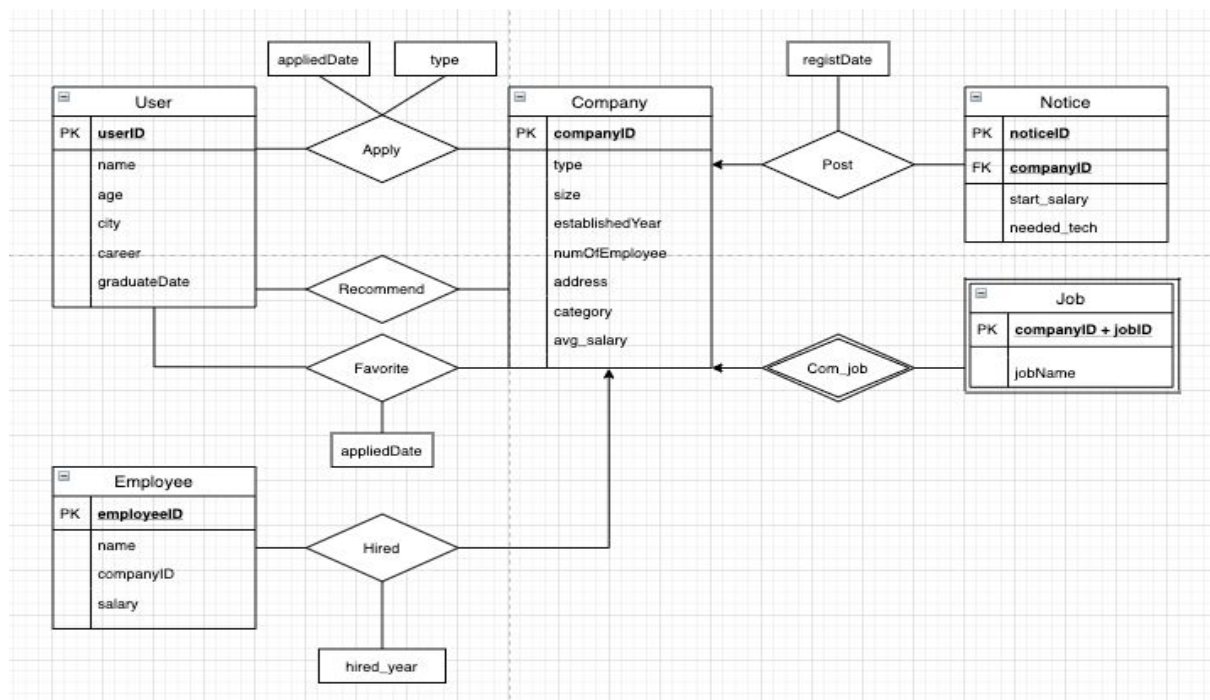 appliedDate
type
registDate
User
PK userID
name
age
city
career
graduateDate
Apply
Company
PK companyID
type
size
establishedYear
numOfEmployee
address
category
avg_salary
Post
Notice
PK noticeID
FK companyID
start_salary
needed_tech
Recommend
Favorite
appliedDate
Com_job
Job
PK companyID + jobID
jobName
Employee
PK employeeID
name
companyID
salary
Hired
hired_year